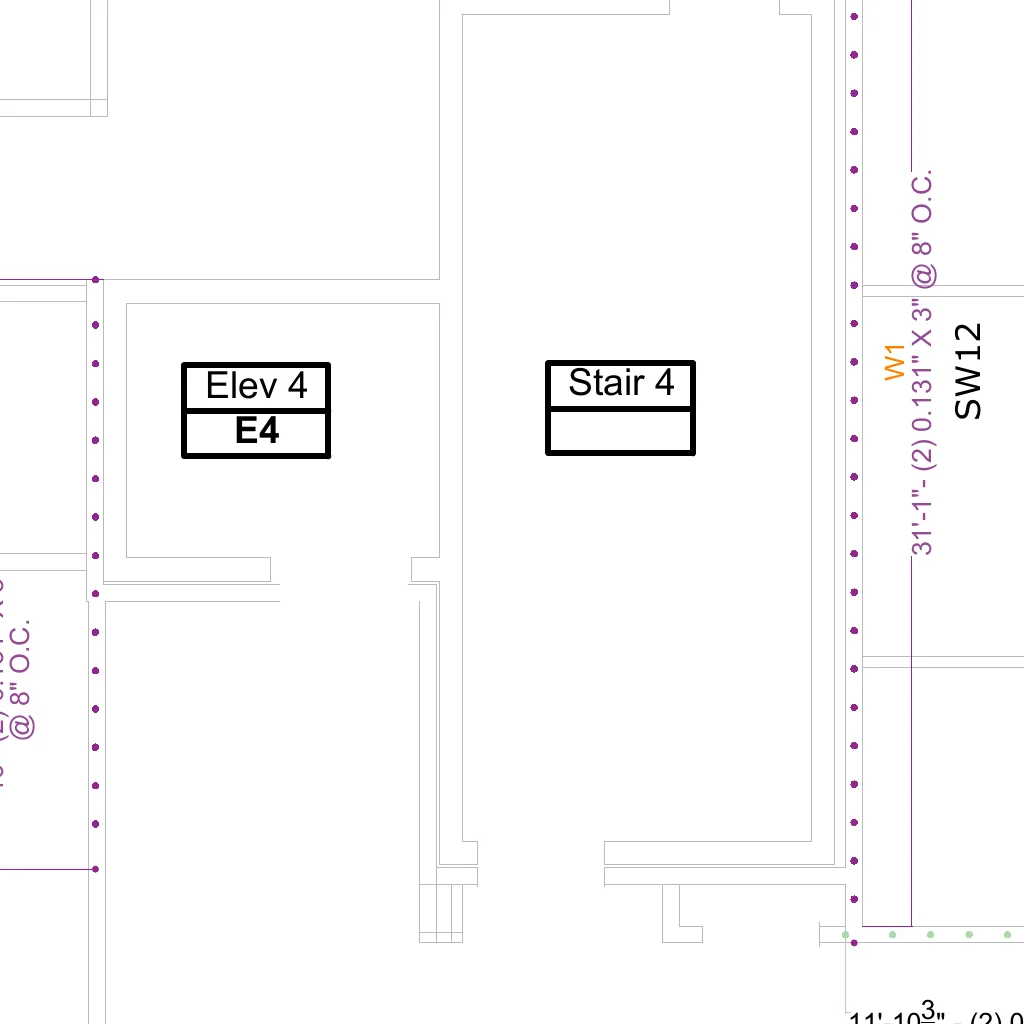 Elev 4
E4
Stair 4
W1
31'-1"- (2) 0.131" X 3" @ 8" O.C.
SW12
@ 8" O.C.